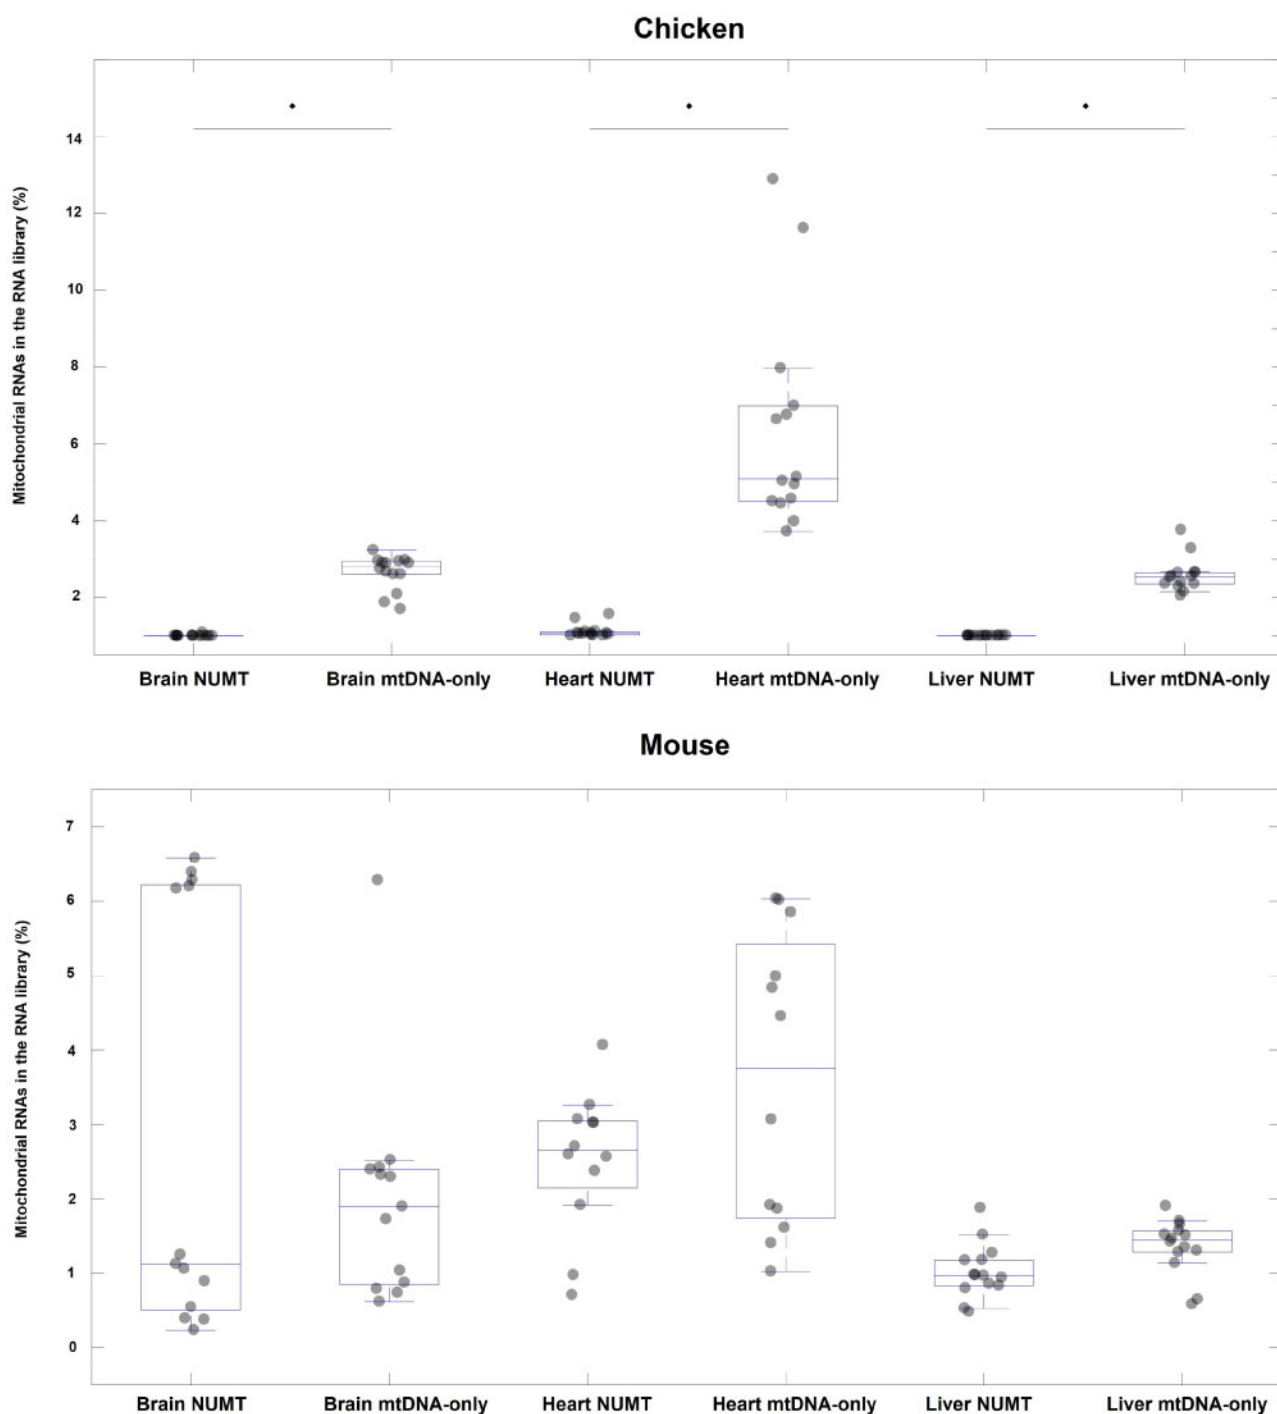 Chicken
Mitochondrial RNAs in the RNA library (%)
14
12
10
8
6
4
2
Brain NUMT Brain mtDNA-only Heart NUMT Heart mtDNA-only Liver NUMT Liver mtDNA-only
Mouse
Mitochondrial RNAs in the RNA library (%)
7
6
5
4
3
2
1
0
Brain NUMT Brain mtDNA-only Heart NUMT Heart mtDNA-only Liver NUMT Liver mtDNA-only